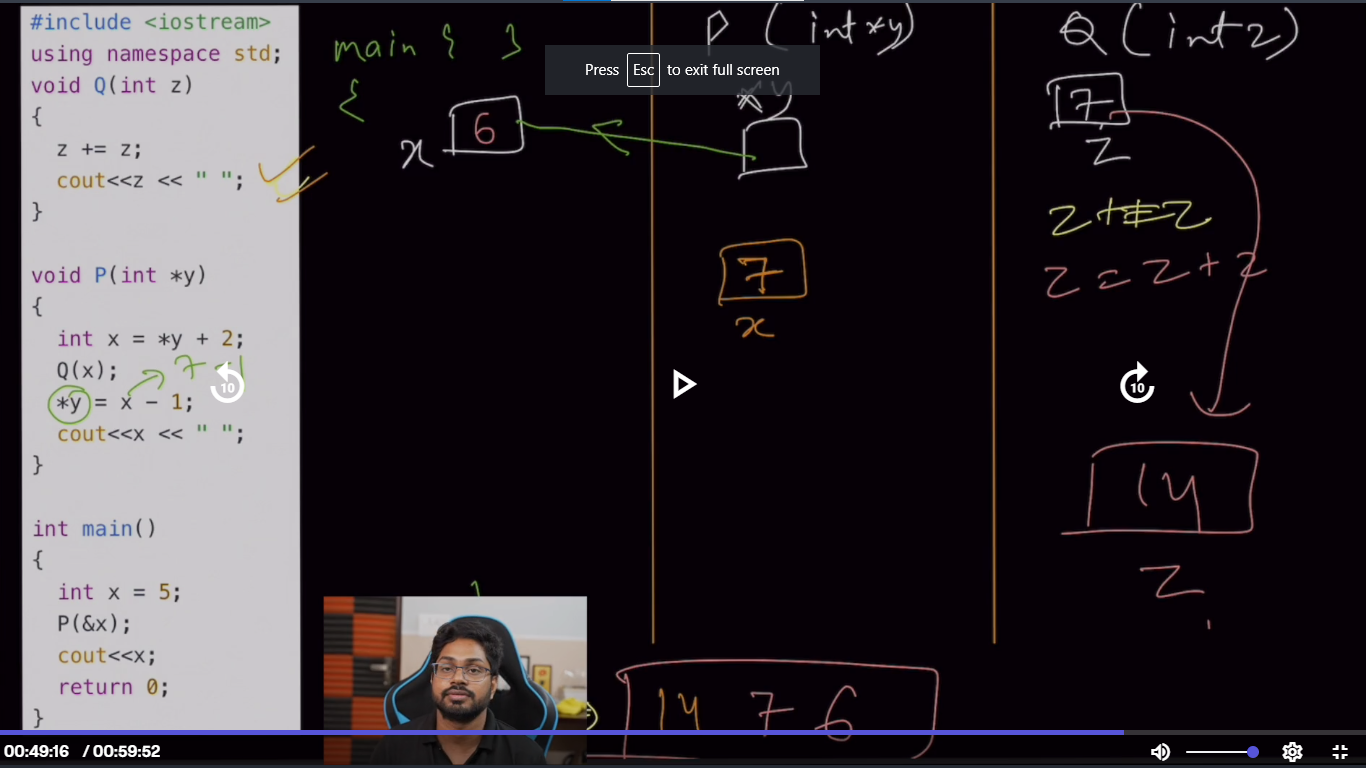 #include <iostream>
using namespace std;
void Q(int z)
{
z += z;
cout<<z << " ";
}
void P(int *y)
{
int x = *y + 2;
Q(x);
*y = x - 1;
cout<<x << " ";
}
int main()
{
int x = 5;
P(&x);
cout<<x;
return 0;
}
main { }
{
x 6
7 - 1
Press Esc to exit full screen
P (int *y)
*y
7
x
Q (int z)
7
z
z += z
z = z + z
14
z
14 7 6
10
10
00:49:16 / 00:59:52